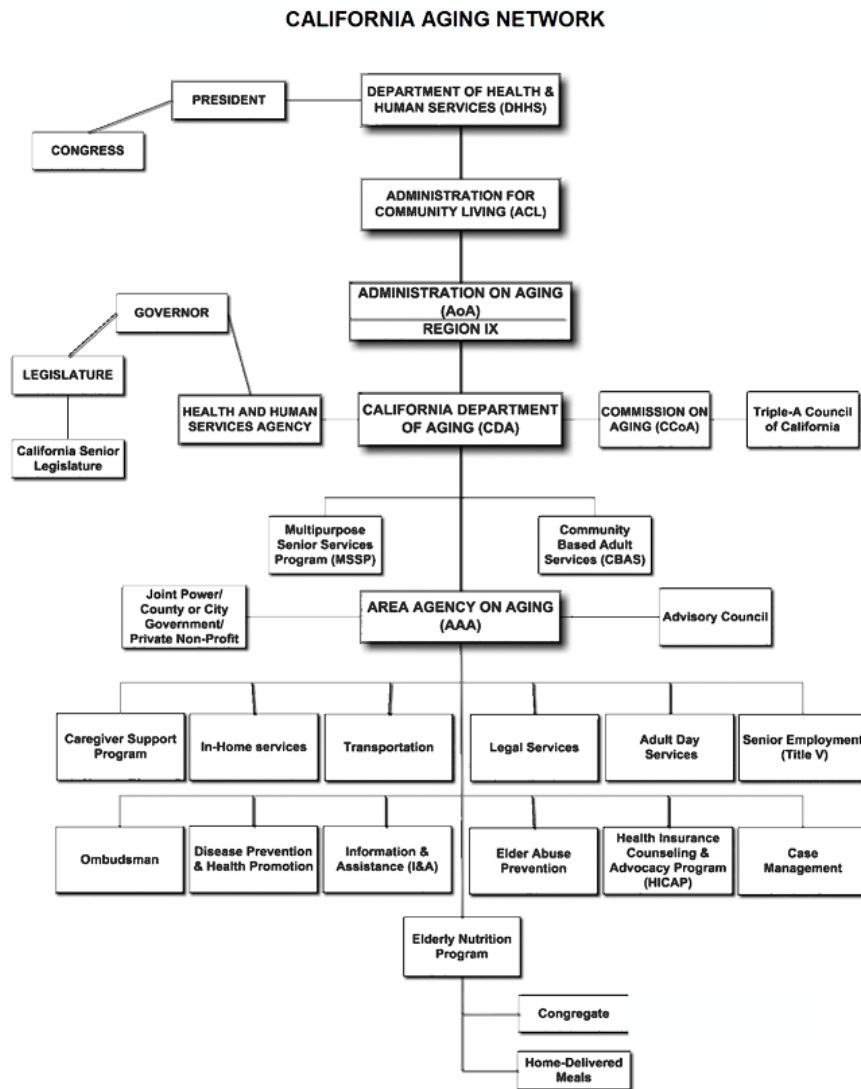 CALIFORNIA AGING NETWORK
DEPARTMENT OF HEALTH &
HUMAN SERVICES (DHHS)
PRESIDENT
CONGRESS
ADMINISTRATION FOR
COMMUNITY LIVING (ACL)
ADMINISTRATION ON AGING
(AoA)
REGION IX
GOVERNOR
LEGISLATURE
HEALTH AND HUMAN
SERVICES AGENCY
CALIFORNIA DEPARTMENT
OF AGING (CDA)
COMMISSION ON
AGING (CCoA)
Triple-A Council
of California
California Senior
Legislature
Multipurpose
Senior Services
Program (MSSP)
Community
Based Adult
Services (CBAS)
Joint Power/
County or City
Government/
Private Non-Profit
AREA AGENCY ON AGING
(AAA)
Advisory Council
Caregiver Support
Program
In-Home services
Transportation
Legal Services
Adult Day
Services
Senior Employment
(Title V)
Ombudsman
Disease Prevention
& Health Promotion
Information &
Assistance (I&A)
Elder Abuse
Prevention
Health Insurance
Counseling &
Advocacy Program
(HICAP)
Case
Management
Elderly Nutrition
Program
Congregate
Home-Delivered
Meals